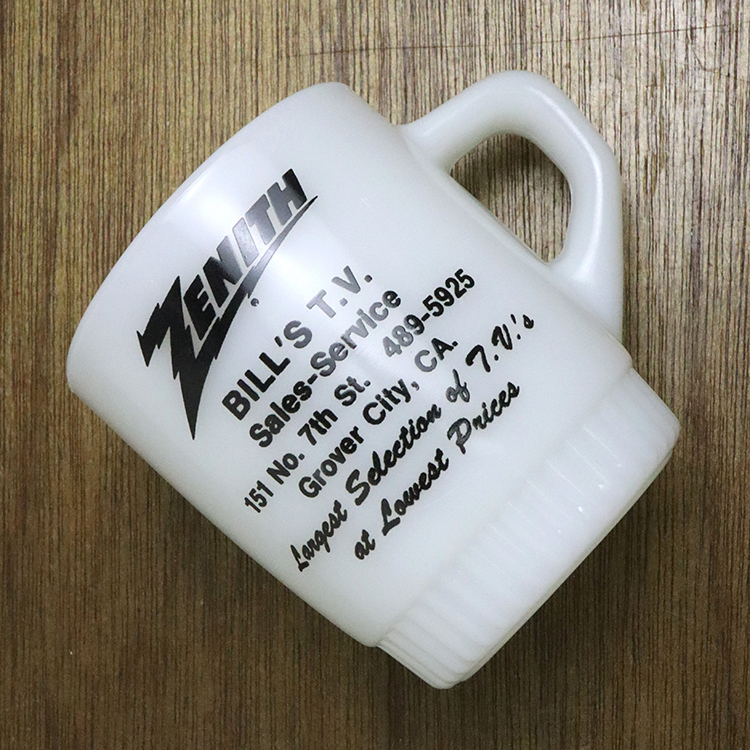 ZENITH®
BILL'S T.V.
Sales-Service
151 No. 7th St. 489-5925
Grover City, CA.
Largest Selection of T.V.'s
at Lowest Prices